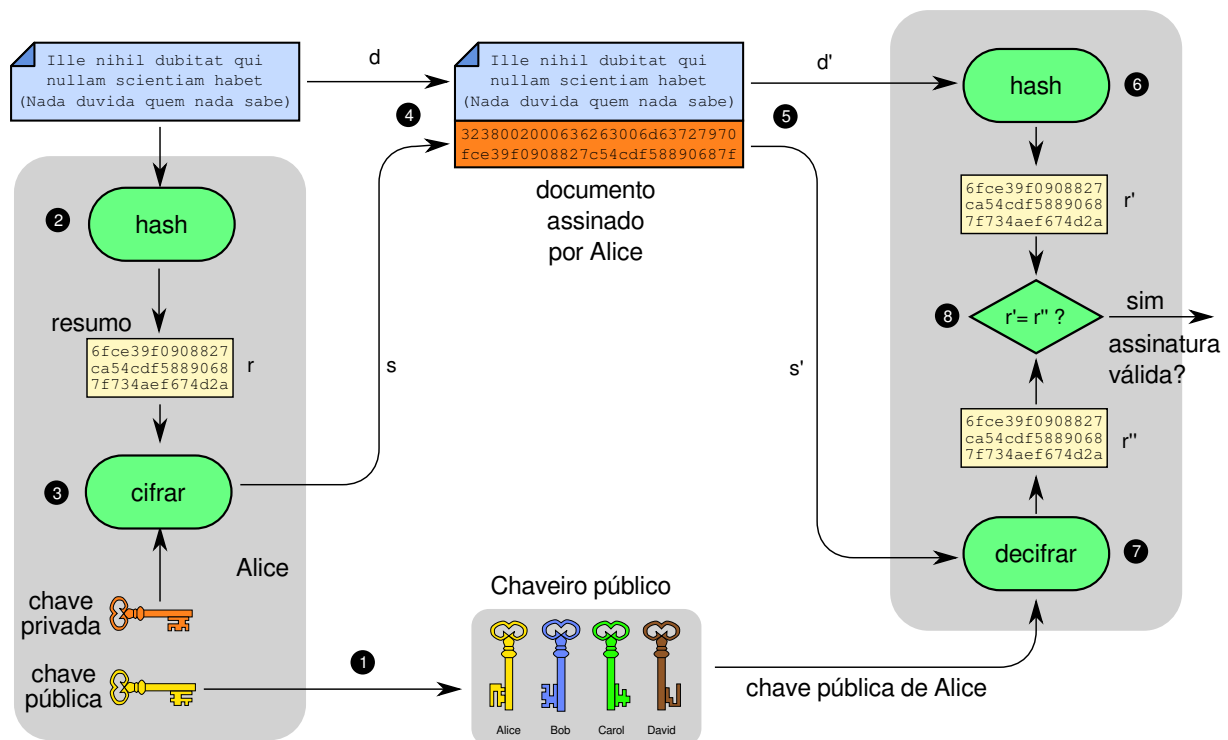 Ille nihil dubitat qui
nullam scientiam habet
(Nada duvida quem nada sabe)
d
4
Ille nihil dubitat qui
nullam scientiam habet
(Nada duvida quem nada sabe)
3238002000636263006d63727970
fce39f0908827c54cdf58890687f
documento
assinado
por Alice
5
d'
hash
6
2
hash
resumo
6fce39f0908827
ca54cdf5889068
7f734aef674d2a
r
s
s'
6fce39f0908827
ca54cdf5889068
7f734aef674d2a
r'
8
r'= r'' ?
sim
assinatura
válida?
6fce39f0908827
ca54cdf5889068
7f734aef674d2a
r''
3
cifrar
decifrar
7
Alice
chave
privada
chave
pública
1
Chaveiro público
Alice
Bob
Carol
David
chave pública de Alice